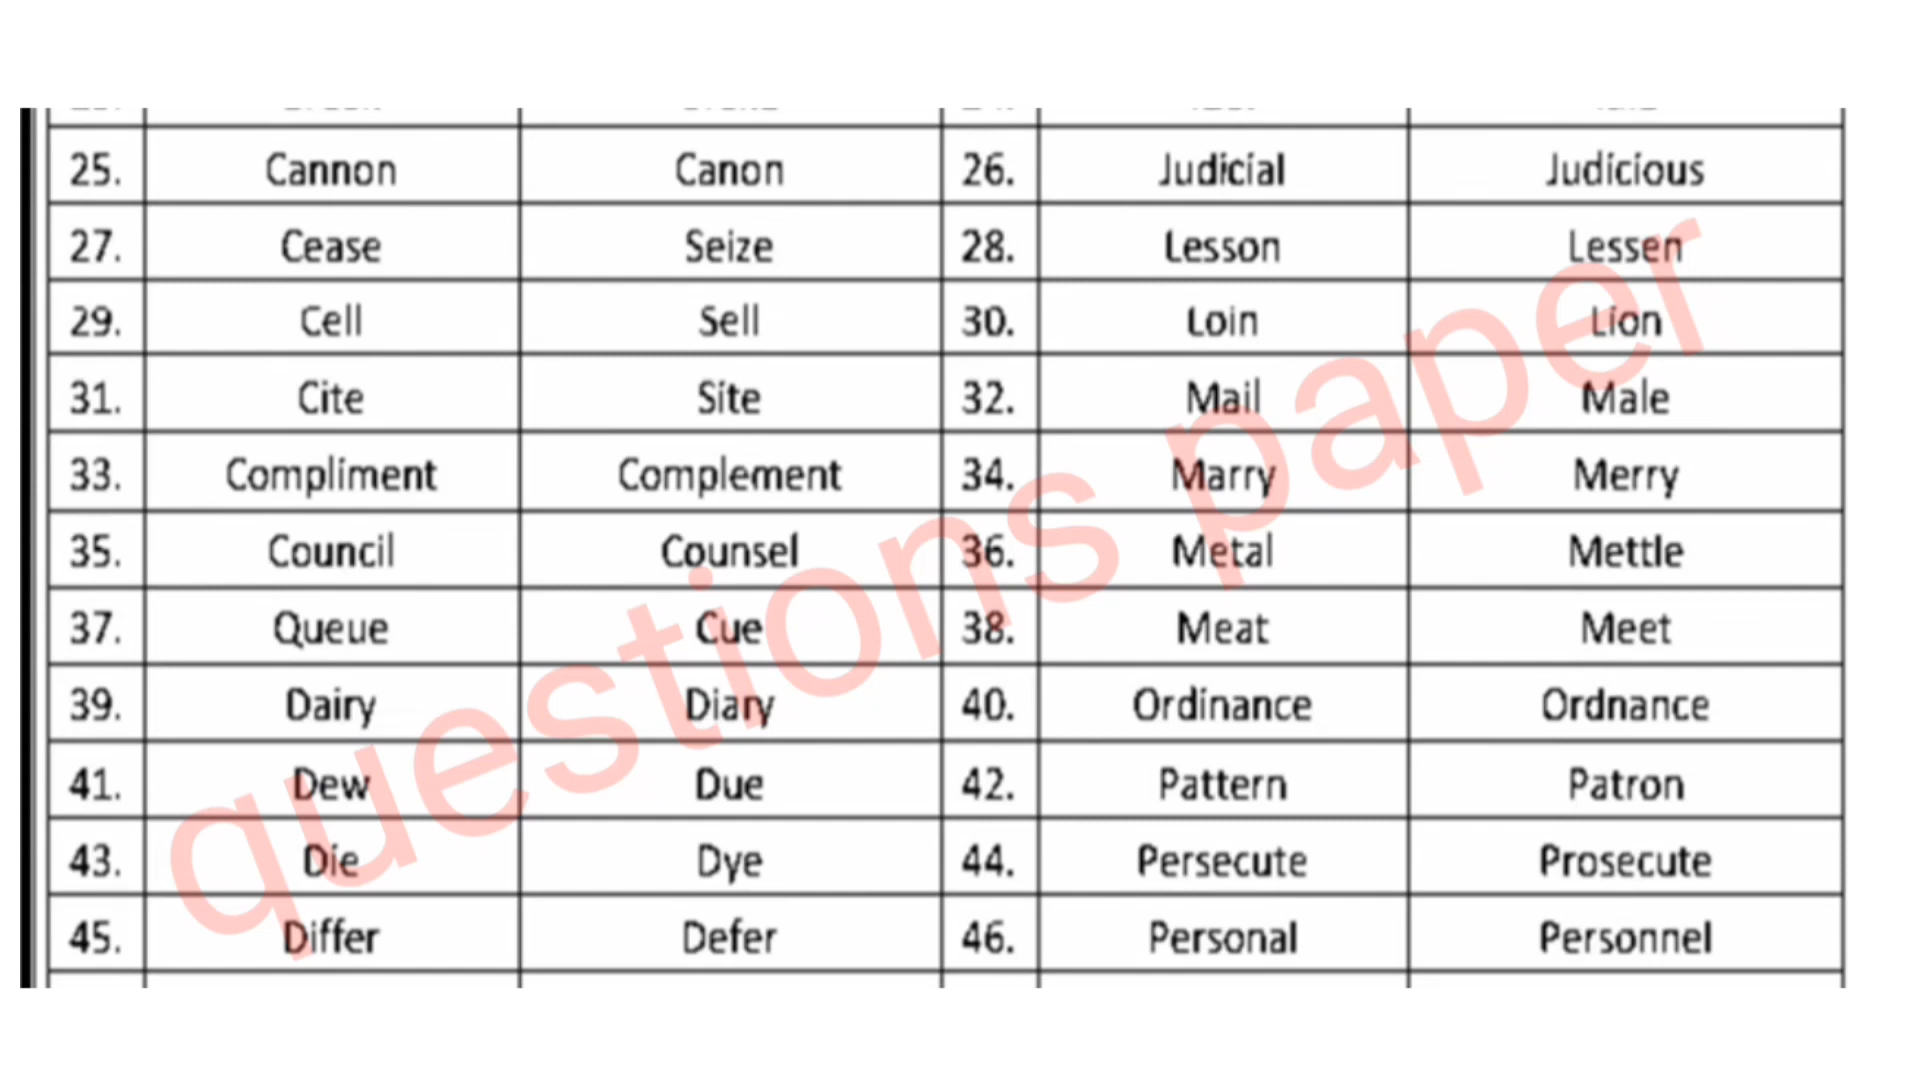 25. Cannon Canon 26. Judicial Judicious
27. Cease Seize 28. Lesson Lessen
29. Cell Sell 30. Loin Lion
31. Cite Site 32. Mail Male
33. Compliment Complement 34. Marry Merry
35. Council Counsel 36. Metal Mettle
37. Queue Cue 38. Meat Meet
39. Dairy Diary 40. Ordinance Ordnance
41. Dew Due 42. Pattern Patron
43. Die Dye 44. Persecute Prosecute
45. Differ Defer 46. Personal Personnel
questions paper